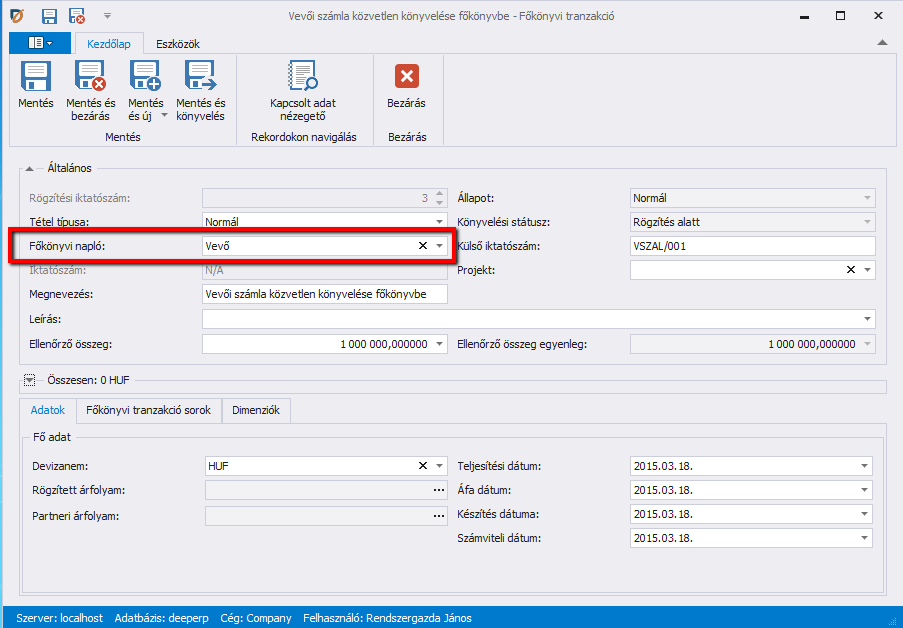 Vevői számla közvetlen könyvelése főkönyvbe - Főkönyvi tranzakció
Kezdőlap Eszközök
Mentés
Mentés és bezárás
Mentés és új
Mentés és könyvelés
Kapcsolt adat nézegető
Bezárás
Mentés Rekordokon navigálás Bezárás
Általános
Rögzítési iktatószám: 3 Állapot: Normál
Tétel típusa: Normál Könyvelési státusz: Rögzítés alatt
Főkönyvi napló: Vevő Külső iktatószám: VSZAL/001
Iktatószám: N/A Projekt:
Megnevezés: Vevői számla közvetlen könyvelése főkönyvbe
Leírás:
Ellenőrző összeg: 1 000 000,000000 Ellenőrző összeg egyenleg: 1 000 000,000000
Összesen: 0 HUF
Adatok Főkönyvi tranzakció sorok Dimenziók
Fő adat
Devizanem: HUF Teljesítési dátum: 2015.03.18.
Rögzített árfolyam: Áfa dátum: 2015.03.18.
Partneri árfolyam: Készítés dátuma: 2015.03.18.
Számviteli dátum: 2015.03.18.
Szerver: localhost Adatbázis: deeperp Cég: Company Felhasználó: Rendszergazda János